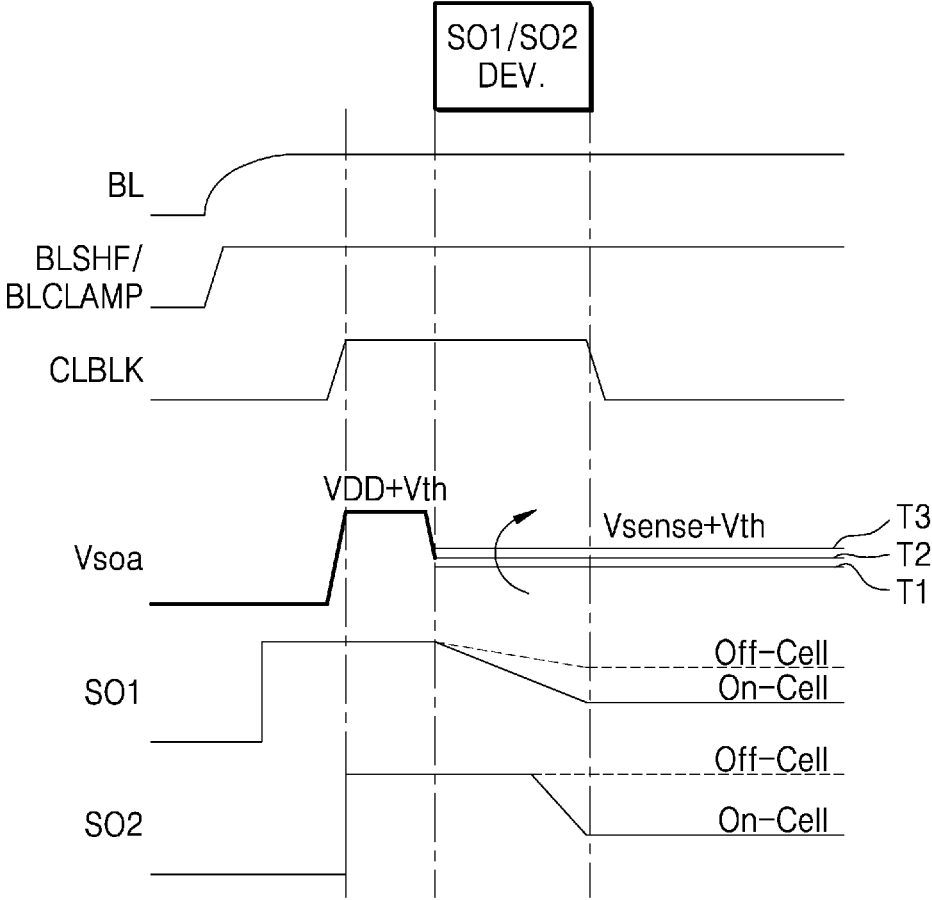 SO1/SO2
DEV.
BL
BLSHF/
BLCLAMP
CLBLK
VDD+Vth
Vsense+Vth
T3
T2
T1
Vsoa
Off-Cell
On-Cell
SO1
Off-Cell
On-Cell
SO2